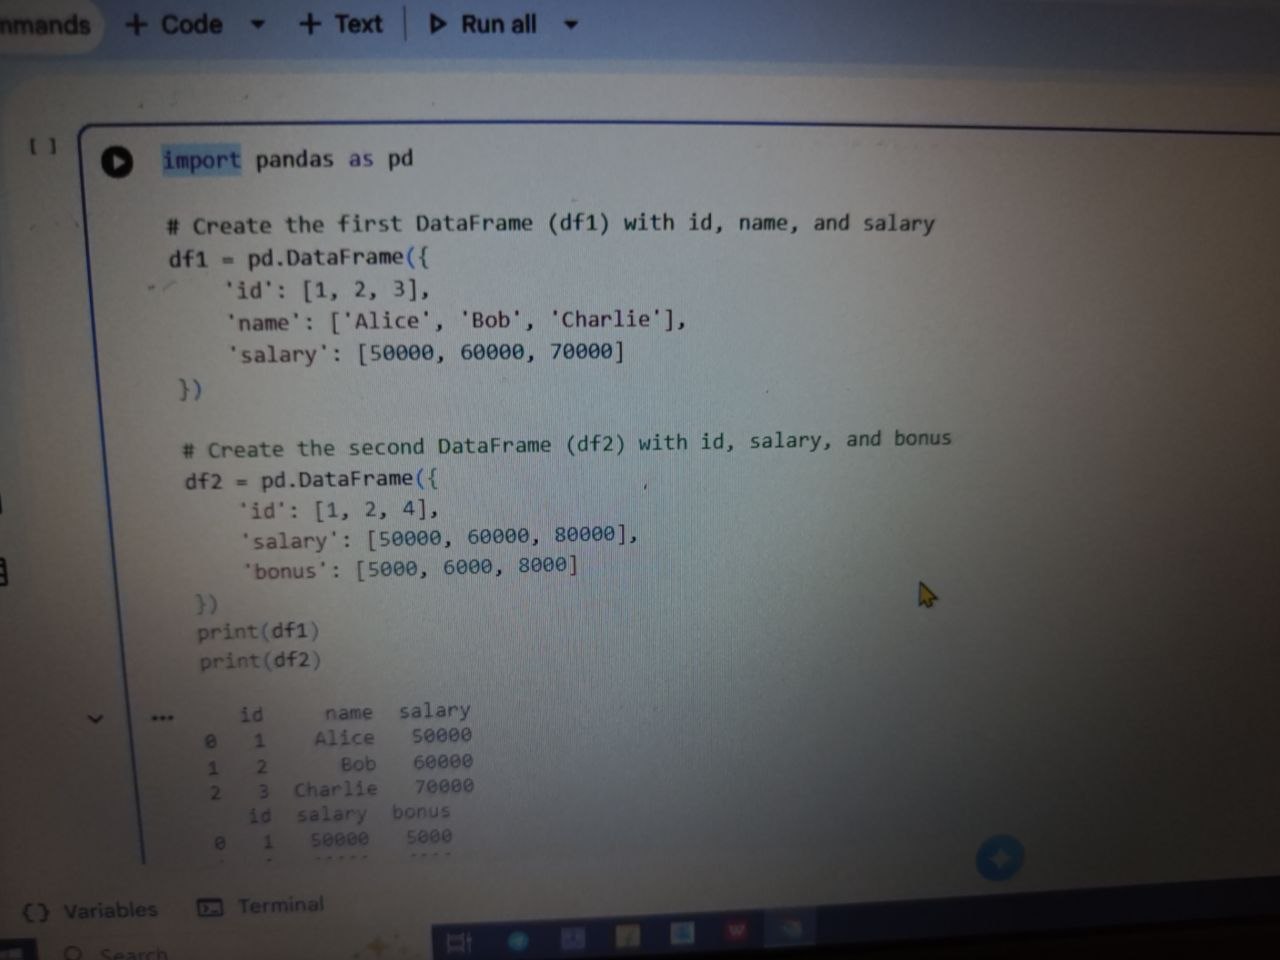 mmands + Code + Text Run all
[ ]
import pandas as pd
# Create the first DataFrame (df1) with id, name, and salary
df1 = pd.DataFrame({
'id': [1, 2, 3],
'name': ['Alice', 'Bob', 'Charlie'],
'salary': [50000, 60000, 70000]
})
# Create the second DataFrame (df2) with id, salary, and bonus
df2 = pd.DataFrame({
'id': [1, 2, 4],
'salary': [50000, 60000, 80000],
'bonus': [5000, 6000, 8000]
})
print(df1)
print(df2)
id name salary
0 1 Alice 50000
1 2 Bob 60000
2 3 Charlie 70000
id salary bonus
0 1 50000 5000
{} Variables Terminal
Search